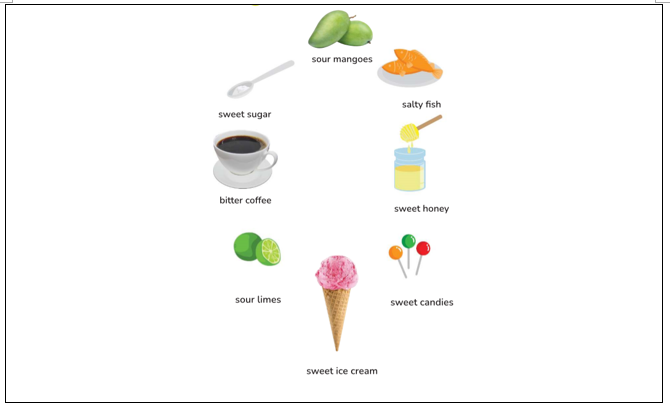 sour mangoes
salty fish
sweet sugar
bitter coffee
sweet honey
sour limes
sweet candies
sweet ice cream